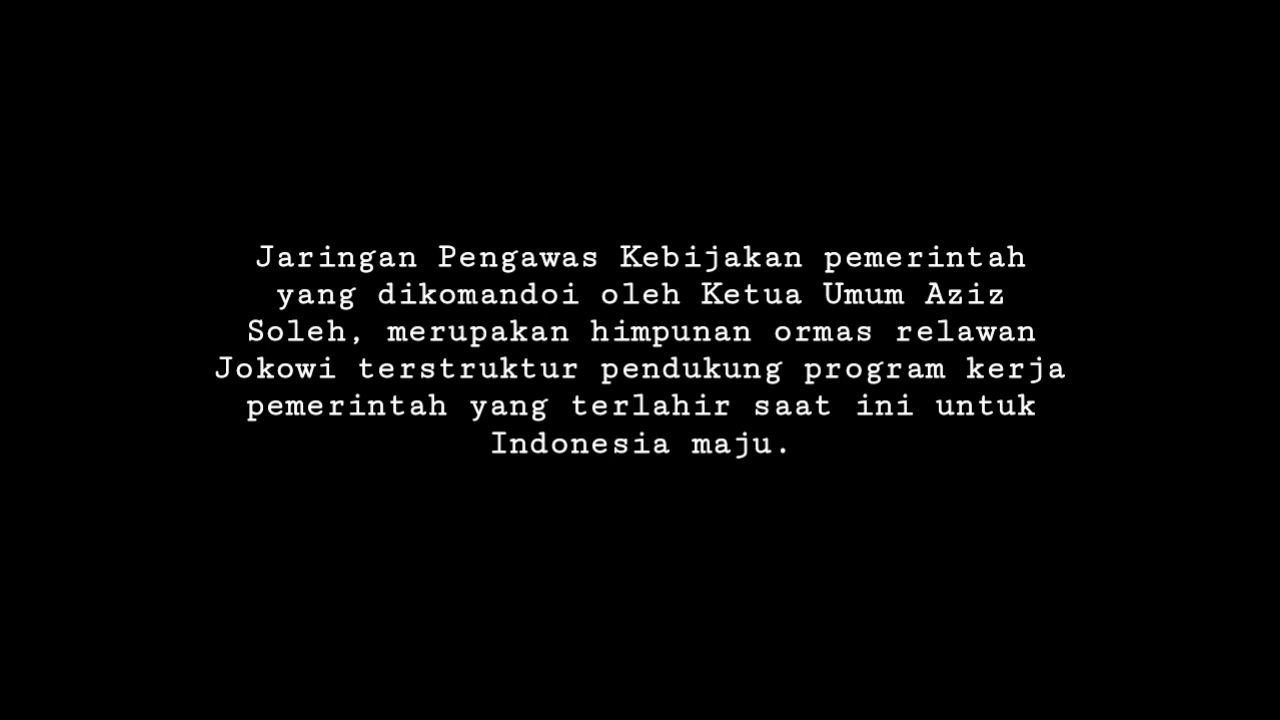 Jaringan Pengawas Kebijakan pemerintah
yang dikomandoi oleh Ketua Umum Aziz
Soleh, merupakan himpunan ormas relawan
Jokowi terstruktur pendukung program kerja
pemerintah yang terlahir saat ini untuk
Indonesia maju.